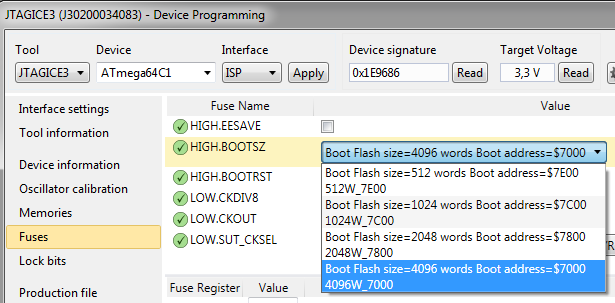 JTAGICE3 (J30200034083) - Device Programming
Tool Device Interface Device signature Target Voltage
JTAGICE3 ATmega64C1 ISP Apply 0x1E9686 Read 3,3 V Read
Interface settings
Tool information
Device information
Oscillator calibration
Memories
Fuses
Lock bits
Production file
Fuse Name Value
HIGH.EESAVE
HIGH.BOOTSZ Boot Flash size=4096 words Boot address=$7000
HIGH.BOOTRST
LOW.CKDIV8
LOW.CKOUT
LOW.SUT_CKSEL
Boot Flash size=512 words Boot address=$7E00
512W_7E00
Boot Flash size=1024 words Boot address=$7C00
1024W_7C00
Boot Flash size=2048 words Boot address=$7800
2048W_7800
Boot Flash size=4096 words Boot address=$7000
4096W_7000
Fuse Register Value